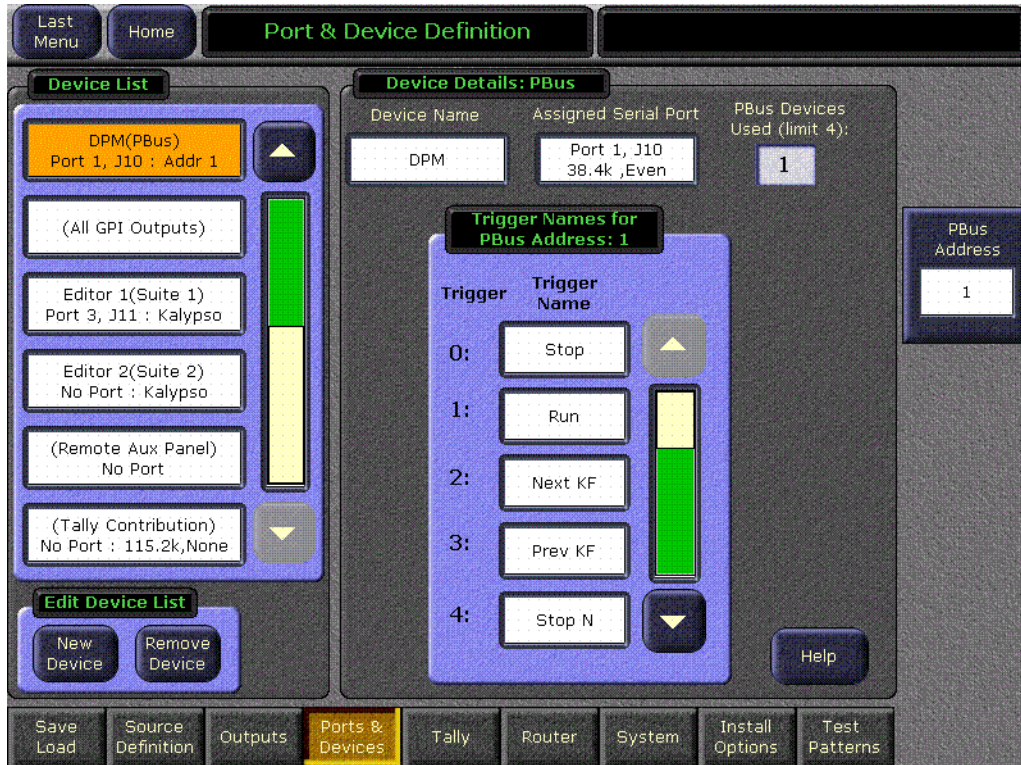 Last
Menu
Home
Port & Device Definition
Device List
DPM(PBus)
Port 1, J10 : Addr 1
(All GPI Outputs)
Editor 1(Suite 1)
Port 3, J11 : Kalypso
Editor 2(Suite 2)
No Port : Kalypso
(Remote Aux Panel)
No Port
(Tally Contribution)
No Port : 115.2k,None
Edit Device List
New
Device
Remove
Device
Device Details: PBus
Device Name
DPM
Assigned Serial Port
Port 1, J10
38.4k ,Even
PBus Devices
Used (limit 4):
1
Trigger Names for
PBus Address: 1
Trigger
Trigger
Name
0:
Stop
1:
Run
2:
Next KF
3:
Prev KF
4:
Stop N
Help
PBus
Address
1
Save
Load
Source
Definition
Outputs
Ports &
Devices
Tally
Router
System
Install
Options
Test
Patterns